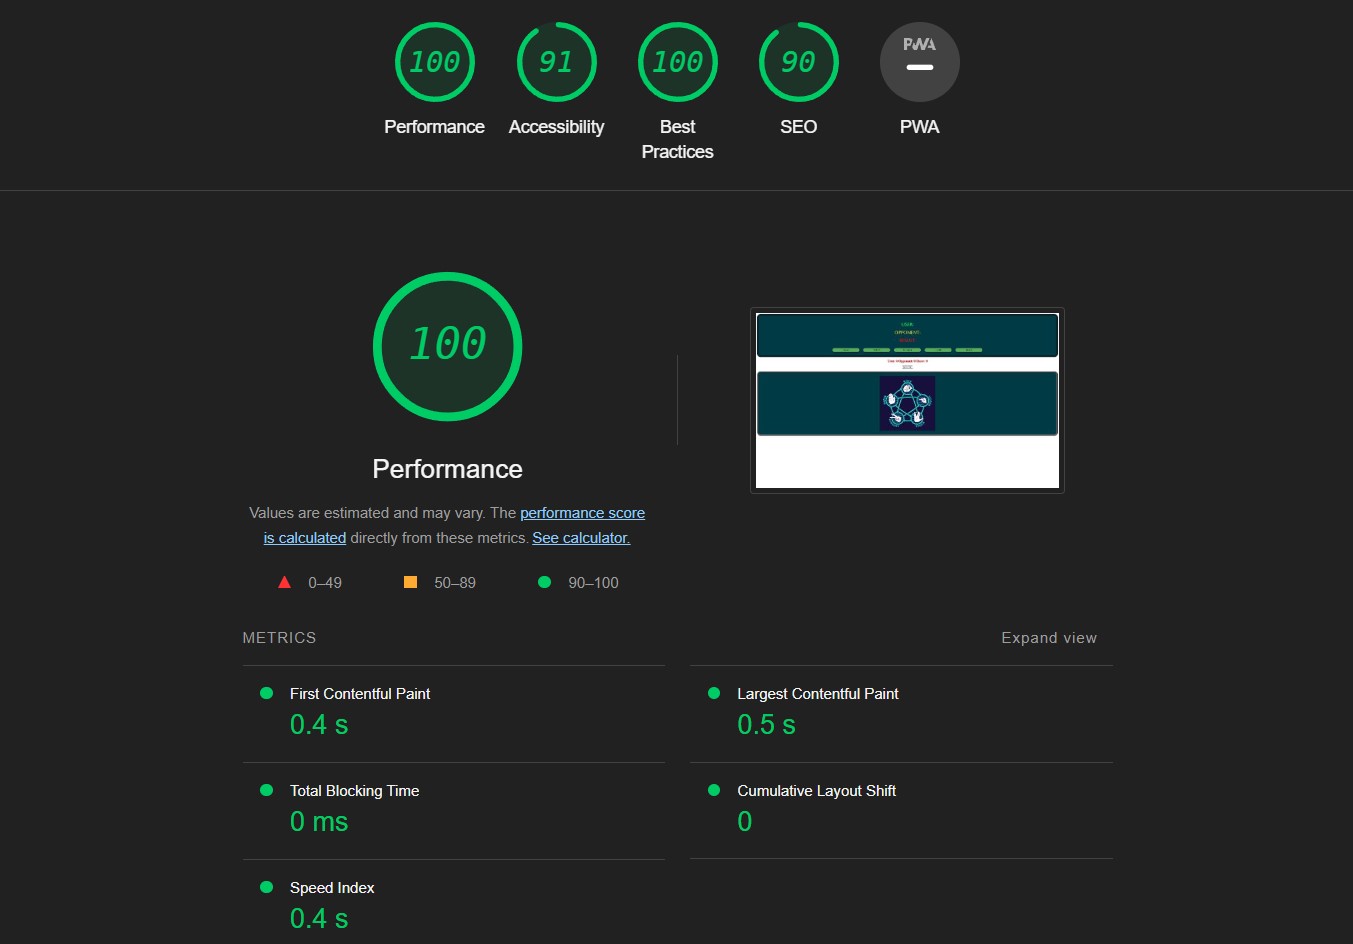 100
91
100
90
PWA
Performance
Accessibility
Best
Practices
SEO
PWA
100
Performance
Values are estimated and may vary. The performance score
is calculated directly from these metrics. See calculator.
0–49
50–89
90–100
METRICS
Expand view
First Contentful Paint
0.4 s
Largest Contentful Paint
0.5 s
Total Blocking Time
0 ms
Cumulative Layout Shift
0
Speed Index
0.4 s